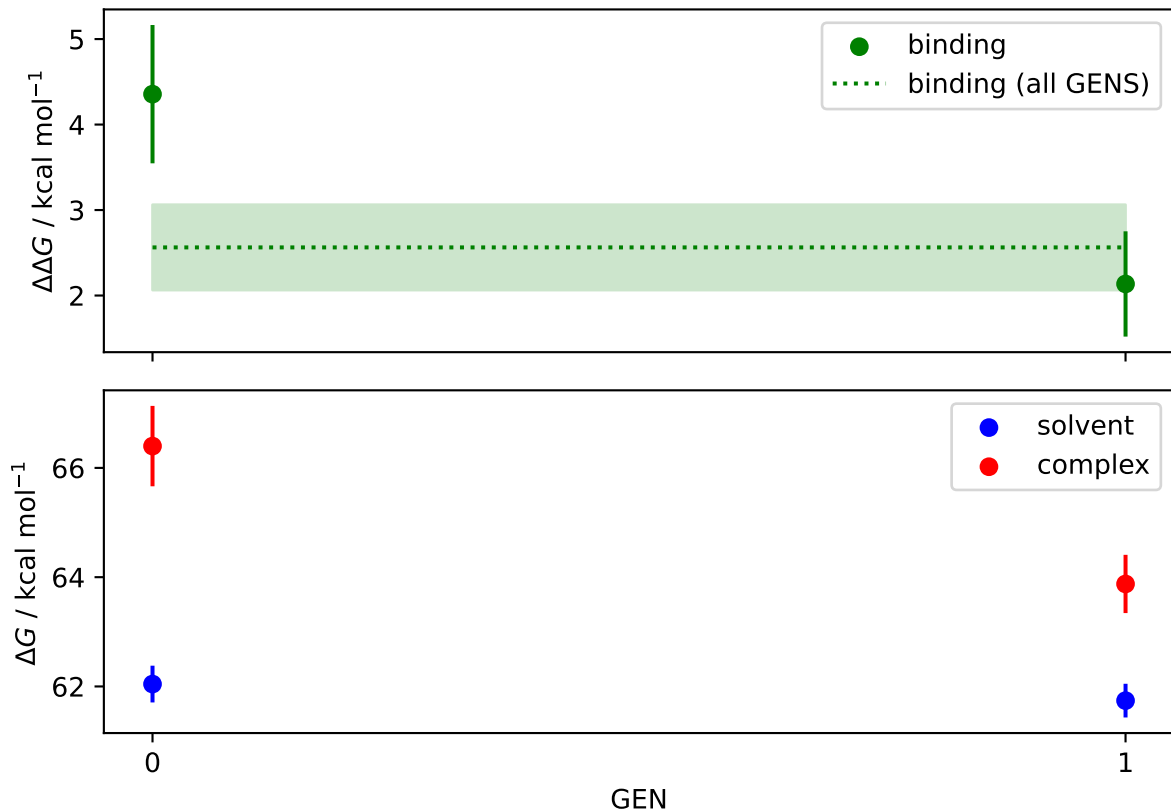 5
4
3
2
ΔΔG / kcal mol⁻¹
binding
binding (all GENS)
66
64
62
ΔG / kcal mol⁻¹
solvent
complex
0
1
GEN